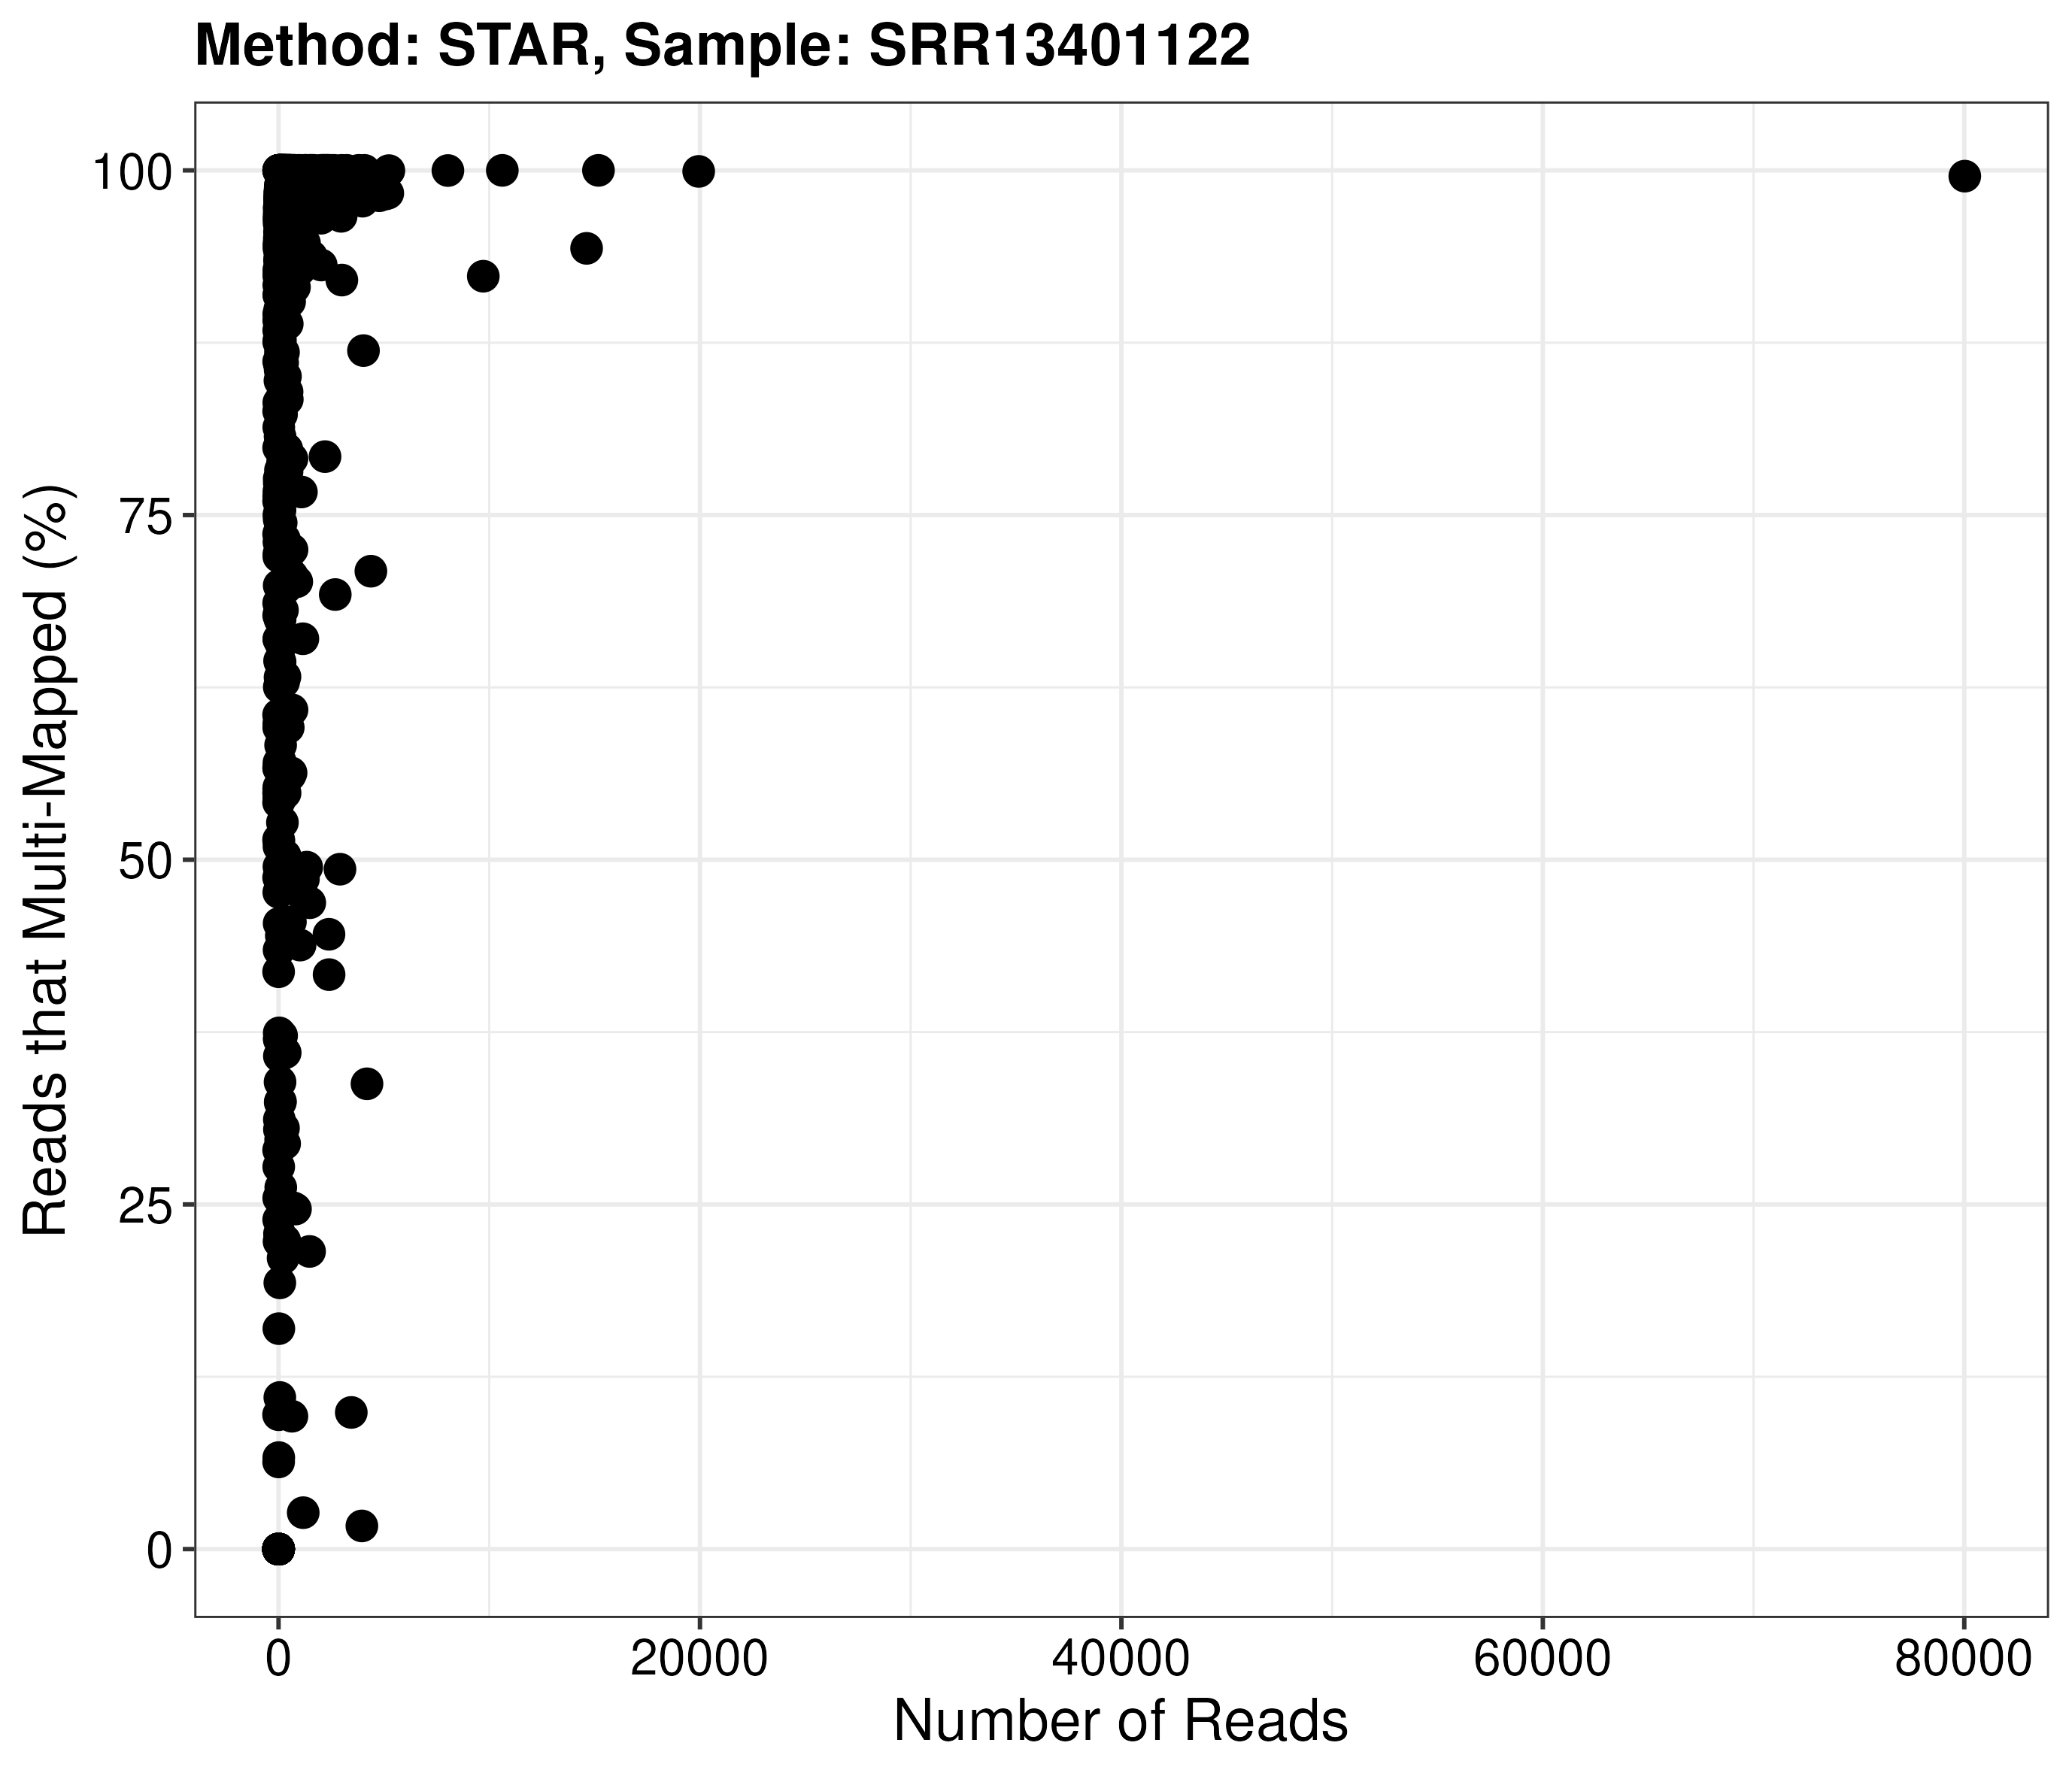 Method: STAR, Sample: SRR13401122
Reads that Multi-Mapped (%)
100
75
50
25
0
0 20000 40000 60000 80000
Number of Reads